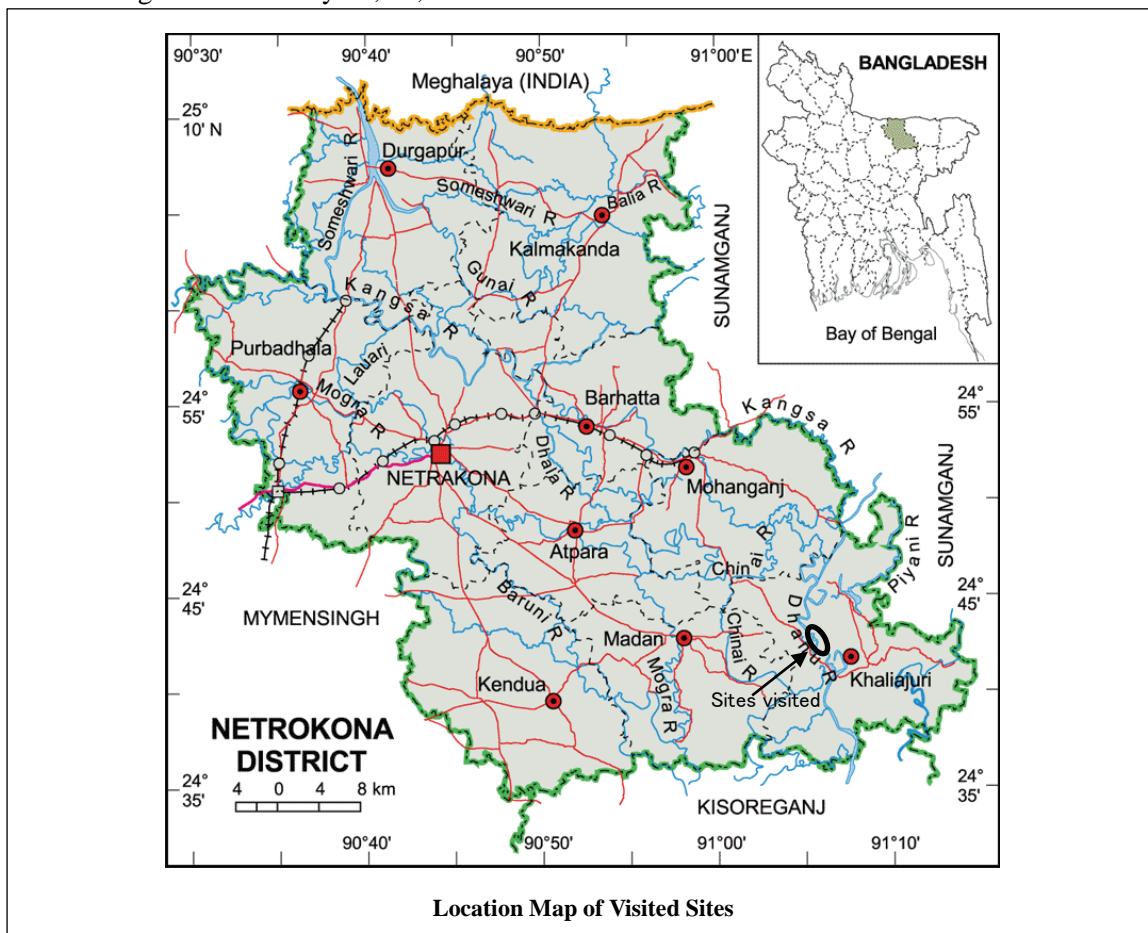 90°30'
90°40'
90°50'
91°00'E
Meghalaya (INDIA)
BANGLADESH
25°
10' N
Someshwari R
Durgapur
Someshwari R
Balia R
Kalmakanda
SUNAMGANJ
Bay of Bengal
Gunai R
Kangsa R
Purbadhala
Lauari
Mogra R
24°
55'
Barhatta
Kangsa R
24°
55'
NETRAKONA
Dhala R
Mohanganj
SUNAMGANJ
Atpara
Chinai R
Piyani R
24°
45'
MYMENSINGH
Baruni R
Dhanu R
24°
45'
Madan
Chinai R
Khaliajuri
Kendua
Mogra R
Sites visited
NETROKONA
DISTRICT
4 0 4 8 km
24°
35'
24°
35'
KISOREGANJ
90°40'
90°50'
91°00'
91°10'
Location Map of Visited Sites